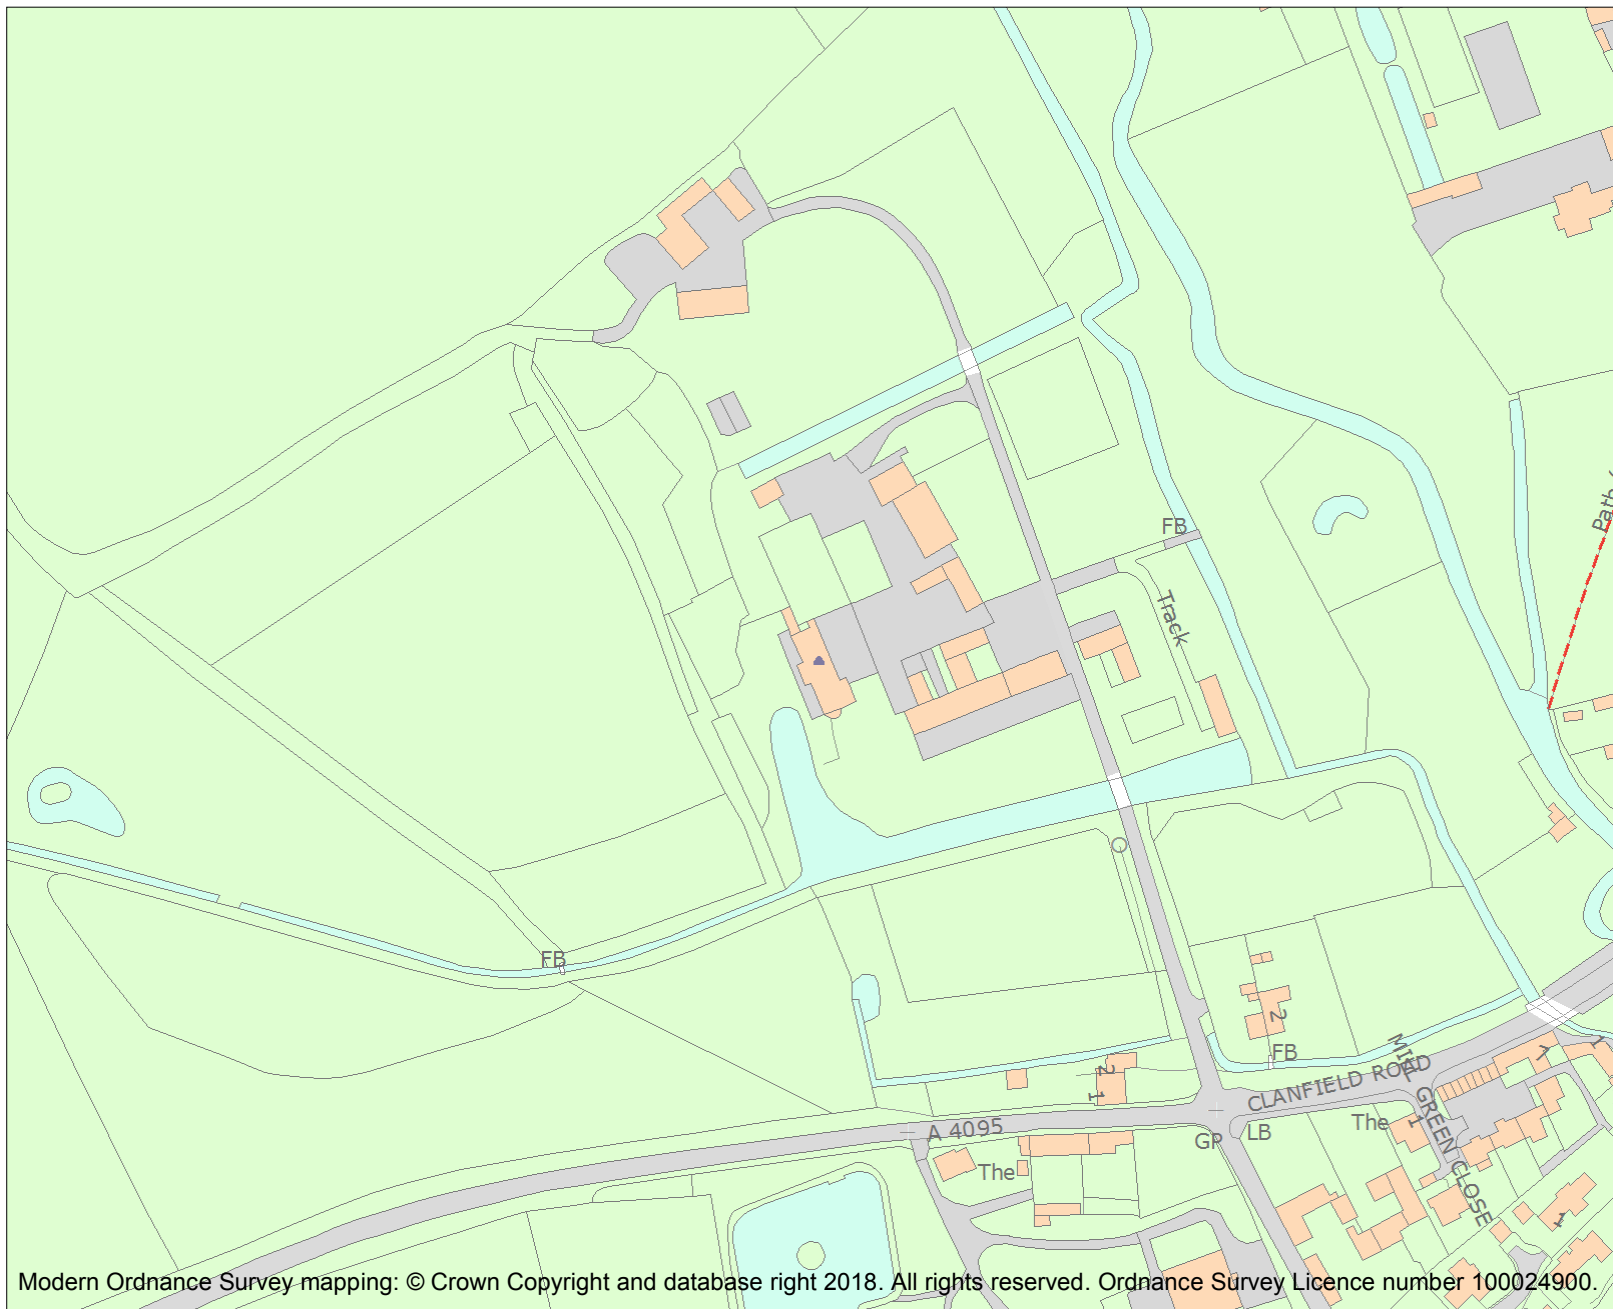 Path
FB
Track
FB
2
FB
MILL GREEN CLOSE
CLANFIELD ROAD
7
1
2
1
A 4095
GP
LB
The
1
The
1
Modern Ordnance Survey mapping: © Crown Copyright and database right 2018. All rights reserved. Ordnance Survey Licence number 100024900.